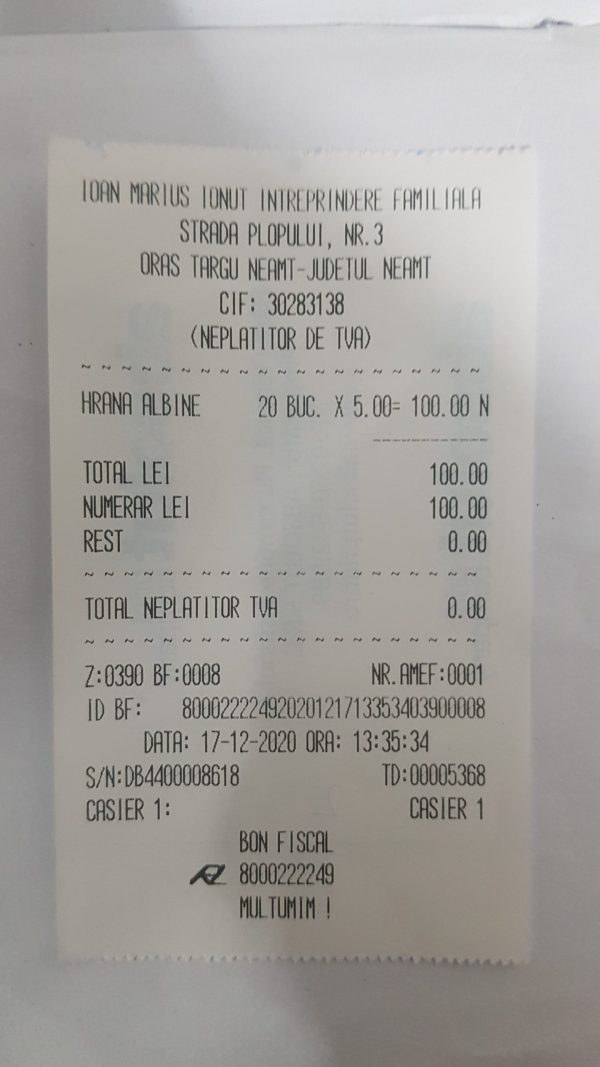 IOAN MARIUS IONUT INTREPRINDERE FAMILIALA
STRADA PLOPULUI, NR.3
ORAS TARGU NEAMT-JUDETUL NEAMT
CIF: 30283138
(NEPLATITOR DE TVA)
~ ~ ~ ~ ~ ~ ~ ~ ~ ~ ~ ~ ~ ~ ~ ~ ~ ~ ~ ~
HRANA ALBINE 20 BUC. X 5.00= 100.00 N
TOTAL LEI 100.00
NUMERAR LEI 100.00
REST 0.00
~ ~ ~ ~ ~ ~ ~ ~ ~ ~ ~ ~ ~ ~ ~ ~ ~ ~ ~ ~
TOTAL NEPLATITOR TVA 0.00
~ ~ ~ ~ ~ ~ ~ ~ ~ ~ ~ ~ ~ ~ ~ ~ ~ ~ ~ ~
Z:0390 BF:0008 NR.AMEF:0001
ID BF: 80002222492020121713353403900008
DATA: 17-12-2020 ORA: 13:35:34
S/N:DB4400008618 TD:00005368
CASIER 1: CASIER 1
BON FISCAL
8000222249
MULTUMIM !